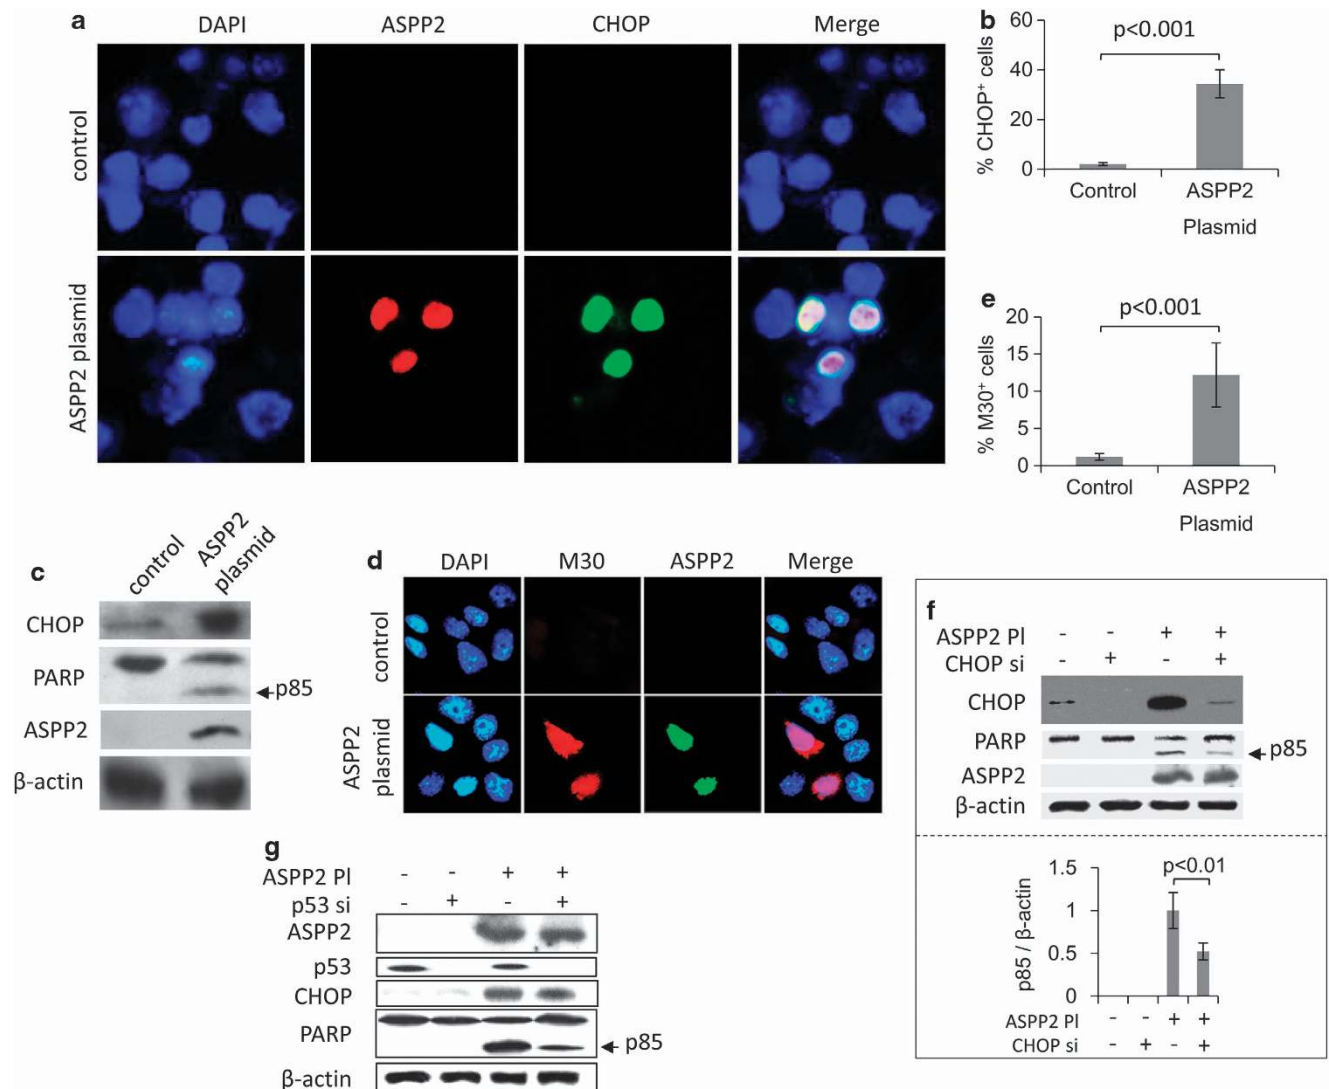 a
DAPI ASPP2 CHOP Merge
control
ASPP2 plasmid
b
% CHOP⁺ cells
60
40
20
0
p<0.001
Control ASPP2
Plasmid
e
% M30⁺ cells
20
15
10
5
0
p<0.001
Control ASPP2
Plasmid
c
control
ASPP2
plasmid
CHOP
PARP
p85
ASPP2
β-actin
d
DAPI M30 ASPP2 Merge
control
ASPP2
plasmid
f
ASPP2 Pl - - + +
CHOP si - + - +
CHOP
PARP
p85
ASPP2
β-actin
p85 / β-actin
1.5
1
0.5
0
p<0.01
ASPP2 Pl - - + +
CHOP si - + - +
g
ASPP2 Pl - - + +
p53 si - + - +
ASPP2
p53
CHOP
PARP
p85
β-actin